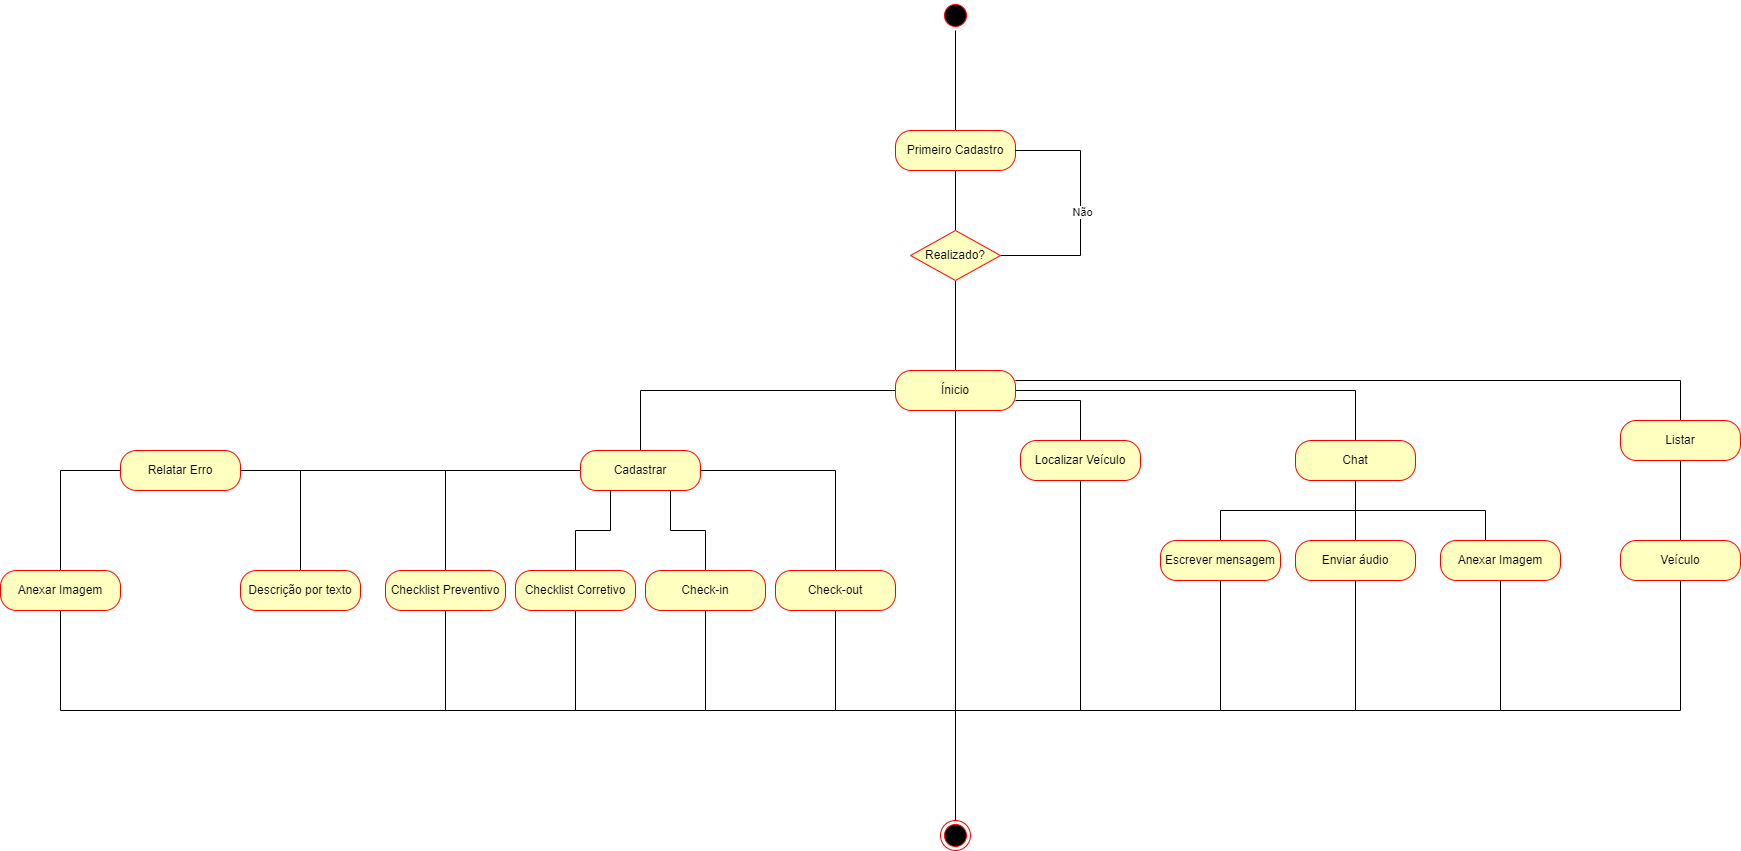 Primeiro Cadastro
Não
Realizado?
Ínicio
Listar
Localizar Veículo
Chat
Relatar Erro
Cadastrar
Escrever mensagem
Enviar áudio
Anexar Imagem
Veículo
Anexar Imagem
Descrição por texto
Checklist Preventivo
Checklist Corretivo
Check-in
Check-out